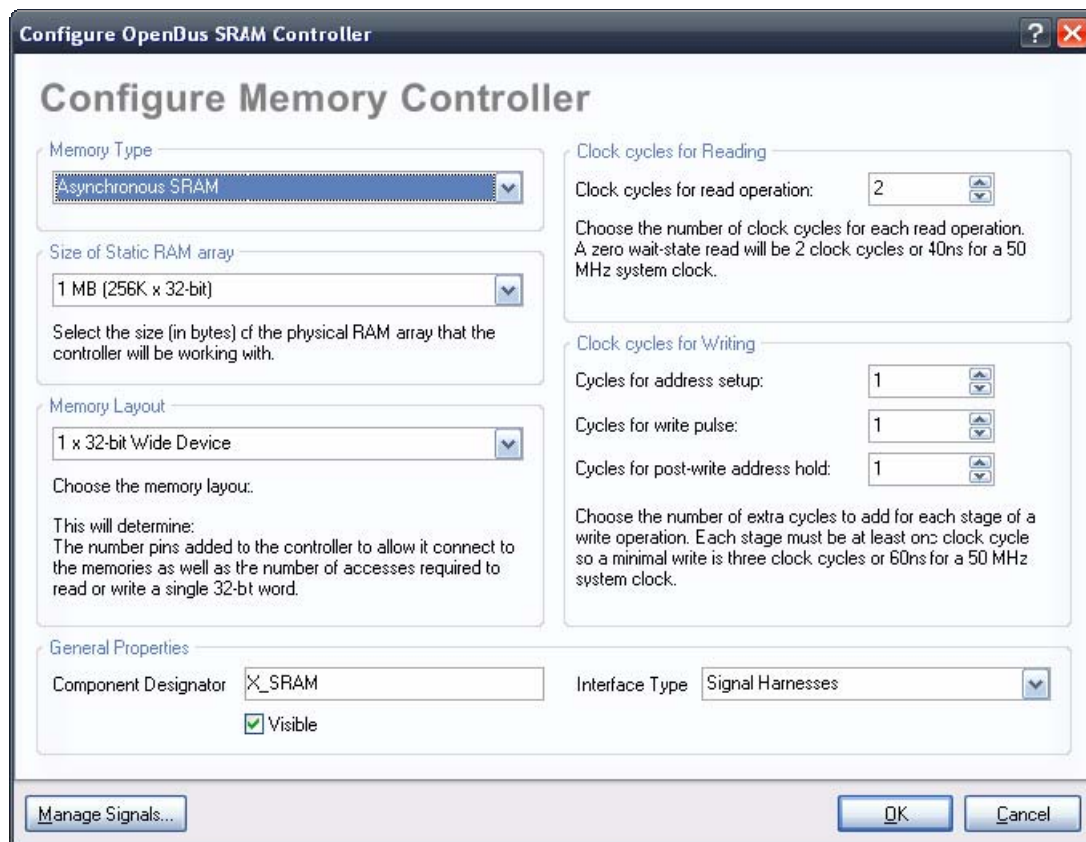 Configure OpenDus SRAM Controller
Configure Memory Controller
Memory Type
Asynchronous SRAM
Size of Static RAM array
1 MB (256K x 32-bit)
Select the size (in bytes) cf the physical RAM array that the
controller will be working with.
Memory Layout
1 x 32-bit Wide Device
Choose the memory layou:.
This will determine:
The number pins added to the controller to allow it connect to
the memories as well as the number of accesses required to
read or write a single 32-bt word.
Clock cycles for Reading
Clock cycles for read operation: 2
Choose the number of clock cycles for each read operation.
A zero wait-state read will be 2 clock cycles or 40ns for a 50
MHz system clock.
Clock cycles for Writing
Cycles for address setup: 1
Cycles for write pulse: 1
Cycles for post-write address hold: 1
Choose the number of extra cycles to add for each stage of a
write operation. Each stage must be at least onc clock cycle
so a minimal write is three clock cycles or 60ns for a 50 MHz
system clock.
General Properties
Component Designator X_SRAM
Visible
Interface Type Signal Harnesses
Manage Signals...
OK
Cancel